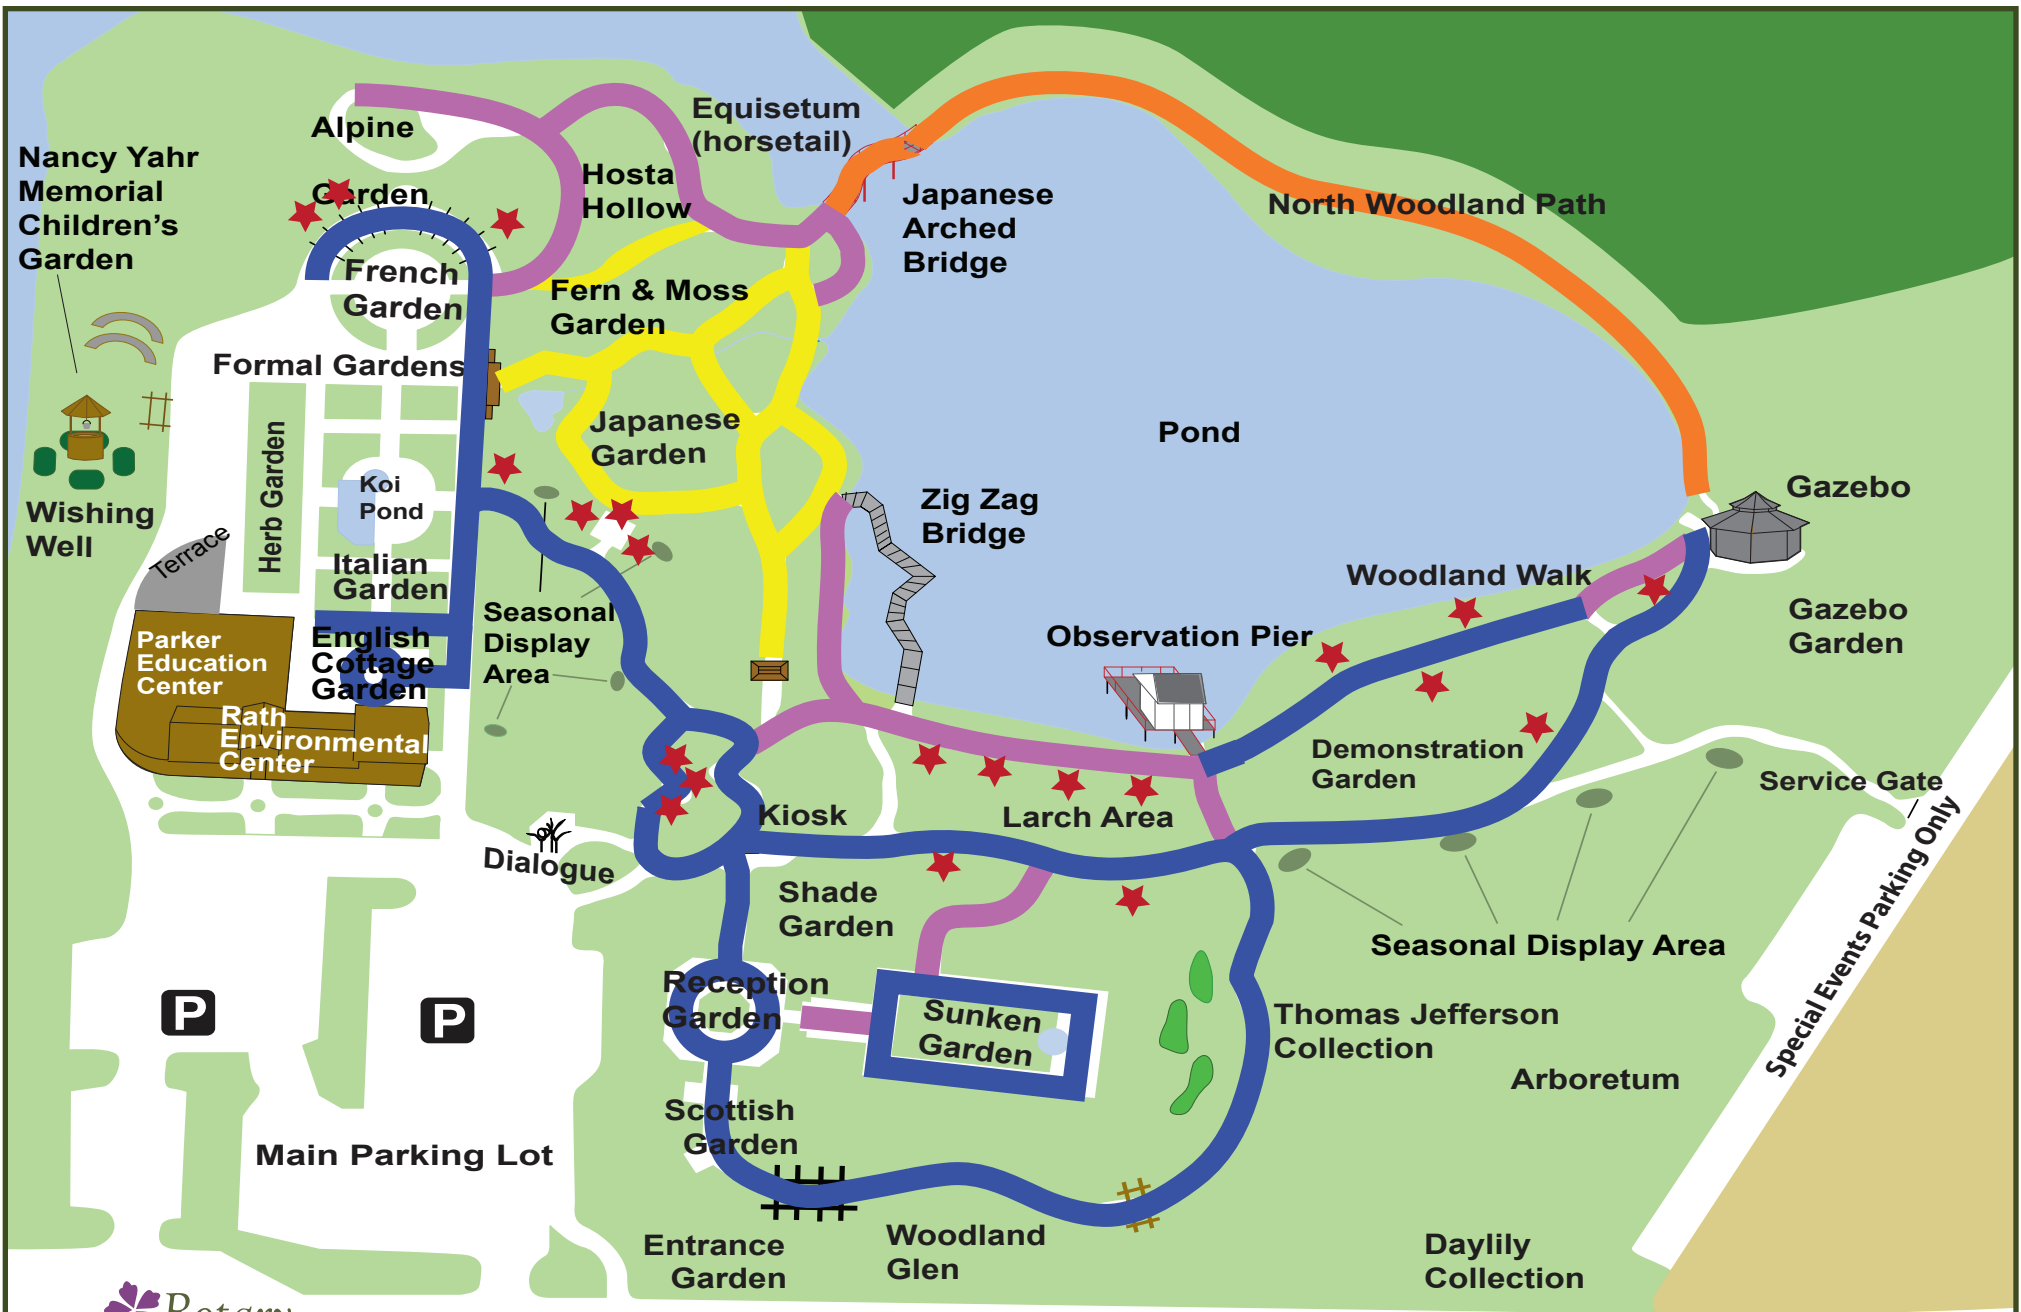 Nancy Yahr
Memorial
Children's
Garden
Alpine
Garden
Equisetum
(horsetail)
Hosta
Hollow
Japanese
Arched
Bridge
North Woodland Path
French
Garden
Fern & Moss
Garden
Formal Gardens
Herb Garden
Koi
Pond
Japanese
Garden
Pond
Wishing
Well
Terrace
Italian
Garden
Zig Zag
Bridge
Gazebo
Woodland Walk
Gazebo
Garden
Parker
Education
Center
English
Cottage
Garden
Seasonal
Display
Area
Observation Pier
Rath
Environmental
Center
Demonstration
Garden
Service Gate
Kiosk
Larch Area
Dialogue
Shade
Garden
Seasonal Display Area
Special Events Parking Only
Reception
Garden
Sunken
Garden
Thomas Jefferson
Collection
P
P
Arboretum
Scottish
Garden
Main Parking Lot
Entrance
Garden
Woodland
Glen
Daylily
Collection